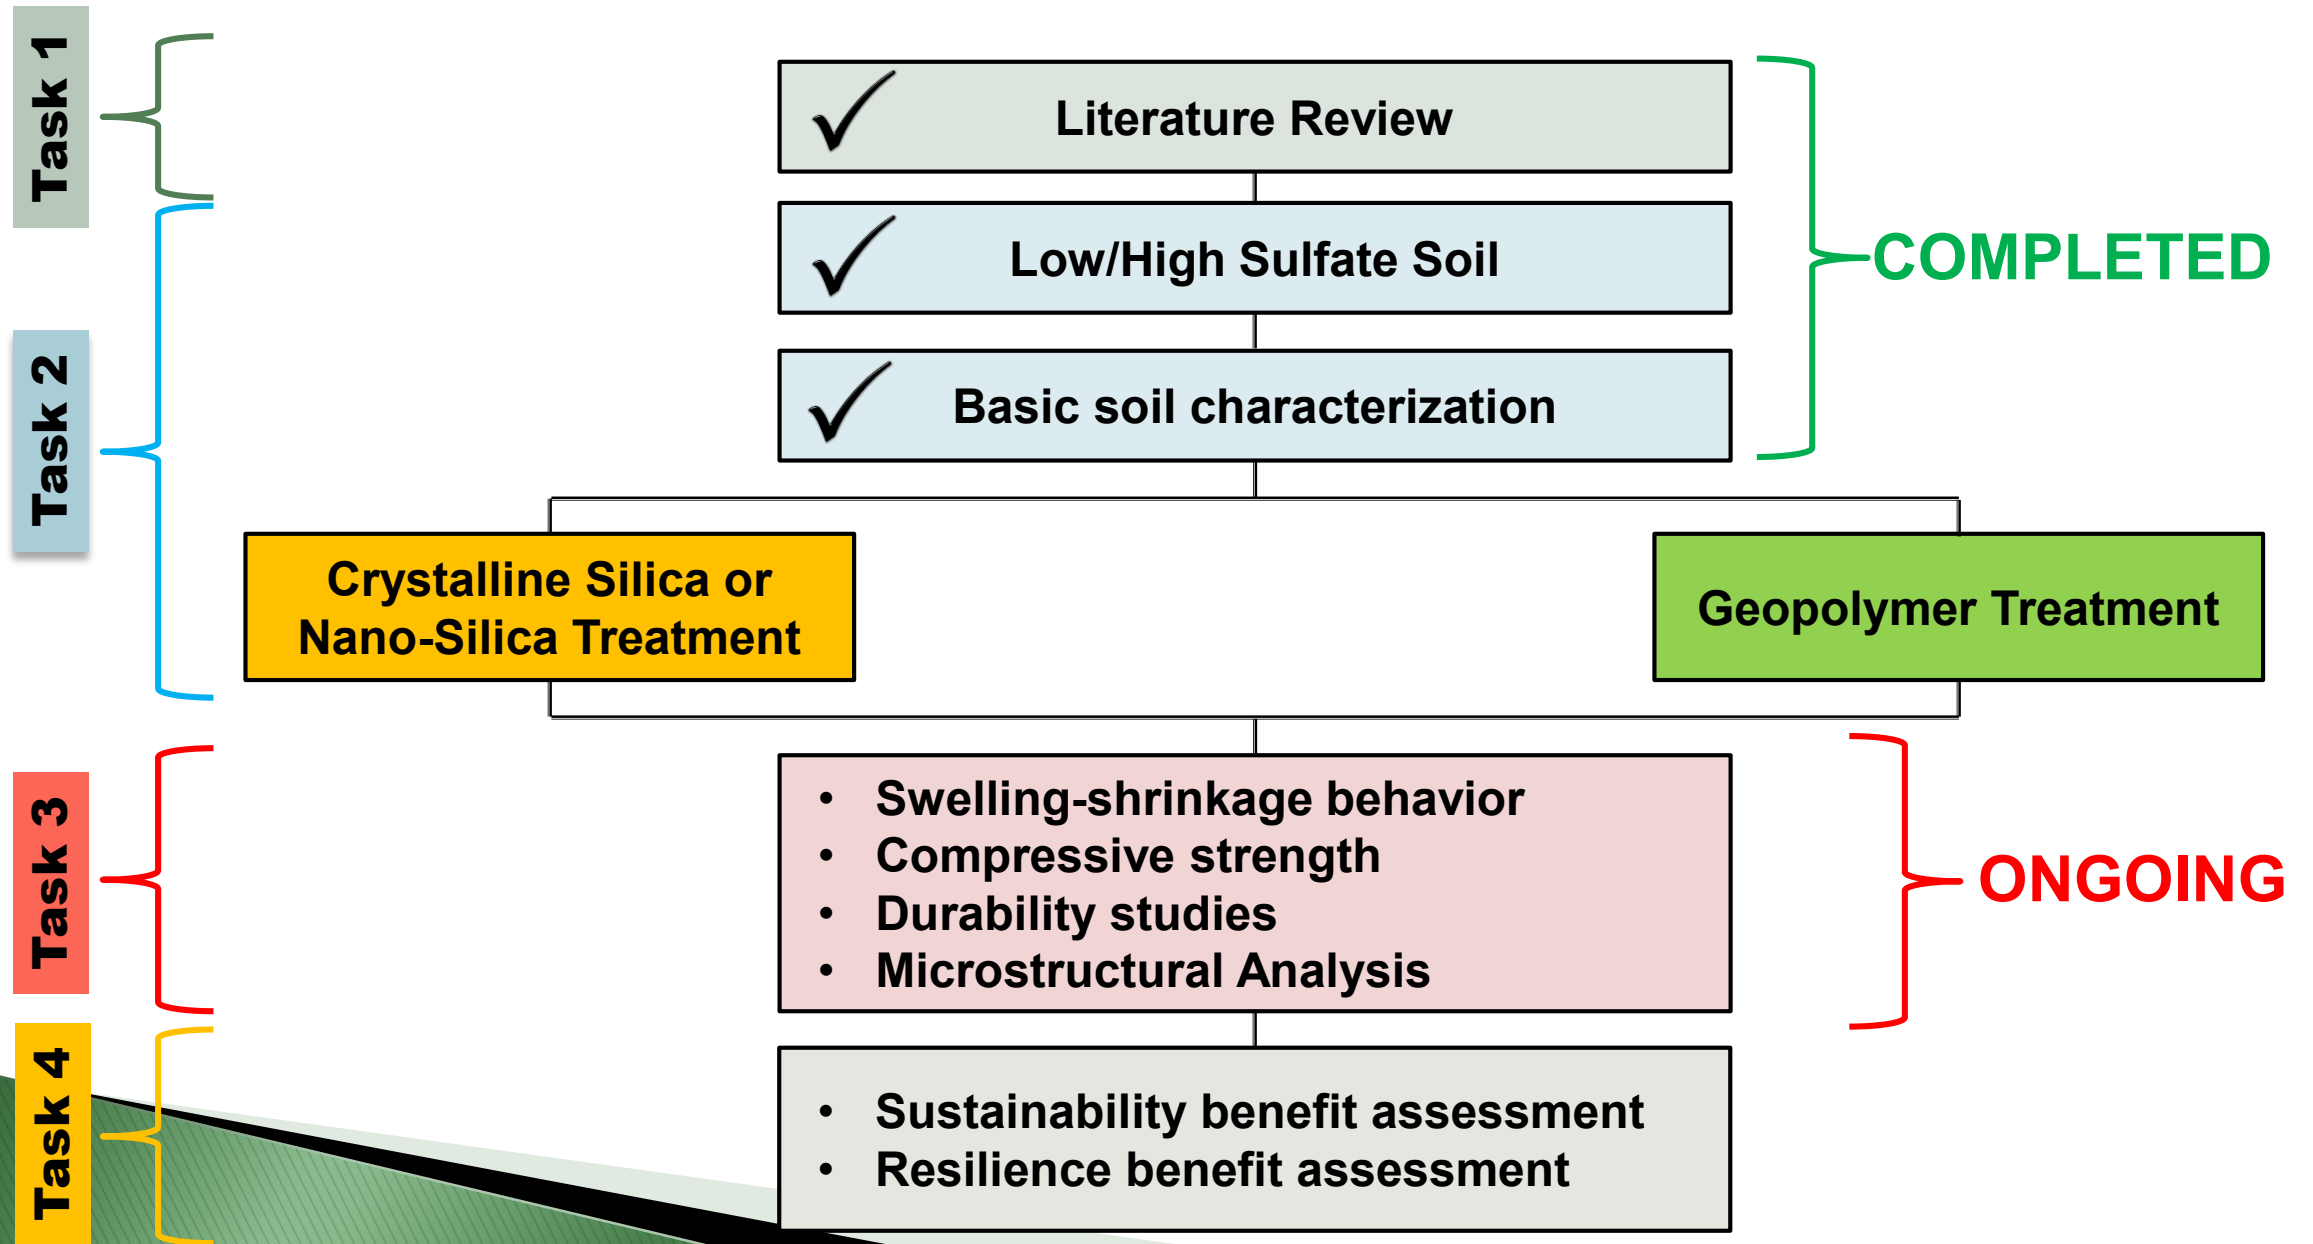 Task 1
Literature Review
Low/High Sulfate Soil
COMPLETED
Task 2
Basic soil characterization
Crystalline Silica or
Nano-Silica Treatment
Geopolymer Treatment
Task 3
• Swelling-shrinkage behavior
• Compressive strength
• Durability studies
• Microstructural Analysis
ONGOING
Task 4
• Sustainability benefit assessment
• Resilience benefit assessment